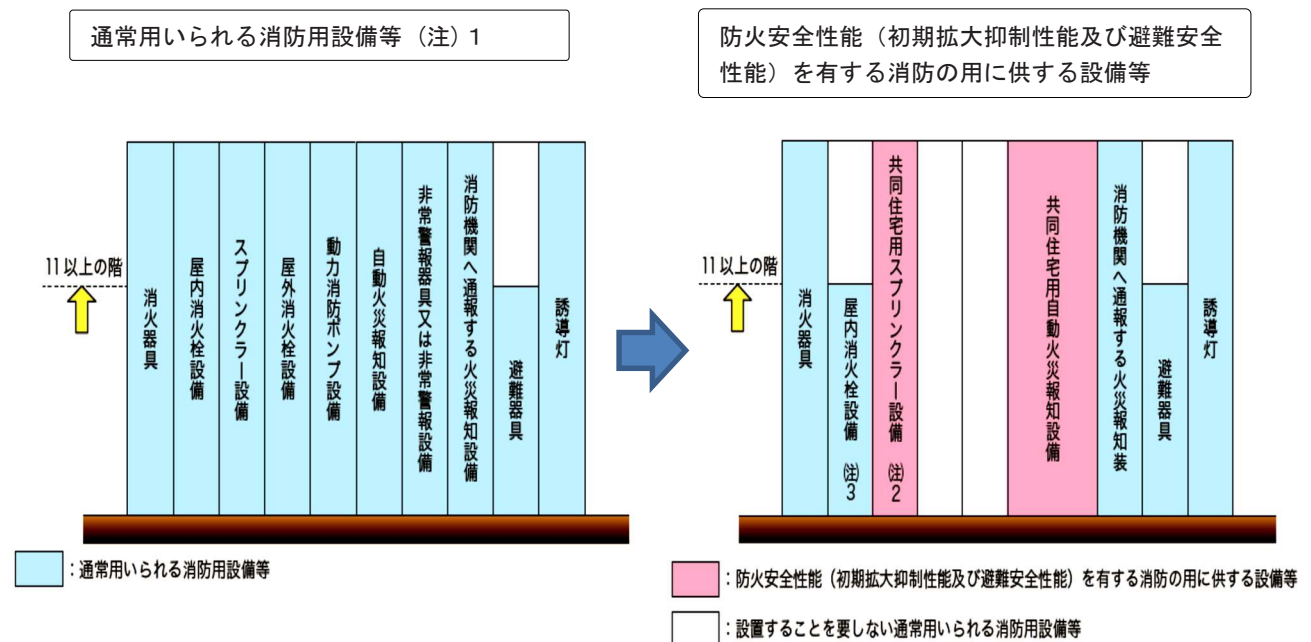 通常用いられる消防用設備等（注）1
防火安全性能（初期拡大抑制性能及び避難安全
性能）を有する消防の用に供する設備等
11以上の階
消火器具
屋内消火栓設備
スプリンクラー設備
屋外消火栓設備
動力消防ポンプ設備
自動火災報知設備
非常警報器具又は非常警報設備
消防機関へ通報する火災報知設備
避難器具
誘導灯
：通常用いられる消防用設備等
11以上の階
消火器具
屋内消火栓設備（注）3
共同住宅用スプリンクラー設備（注）2
共同住宅用自動火災報知設備
消防機関へ通報する火災報知装
避難器具
誘導灯
：防火安全性能（初期拡大抑制性能及び避難安全性能）を有する消防の用に供する設備等
：設置することを要しない通常用いられる消防用設備等